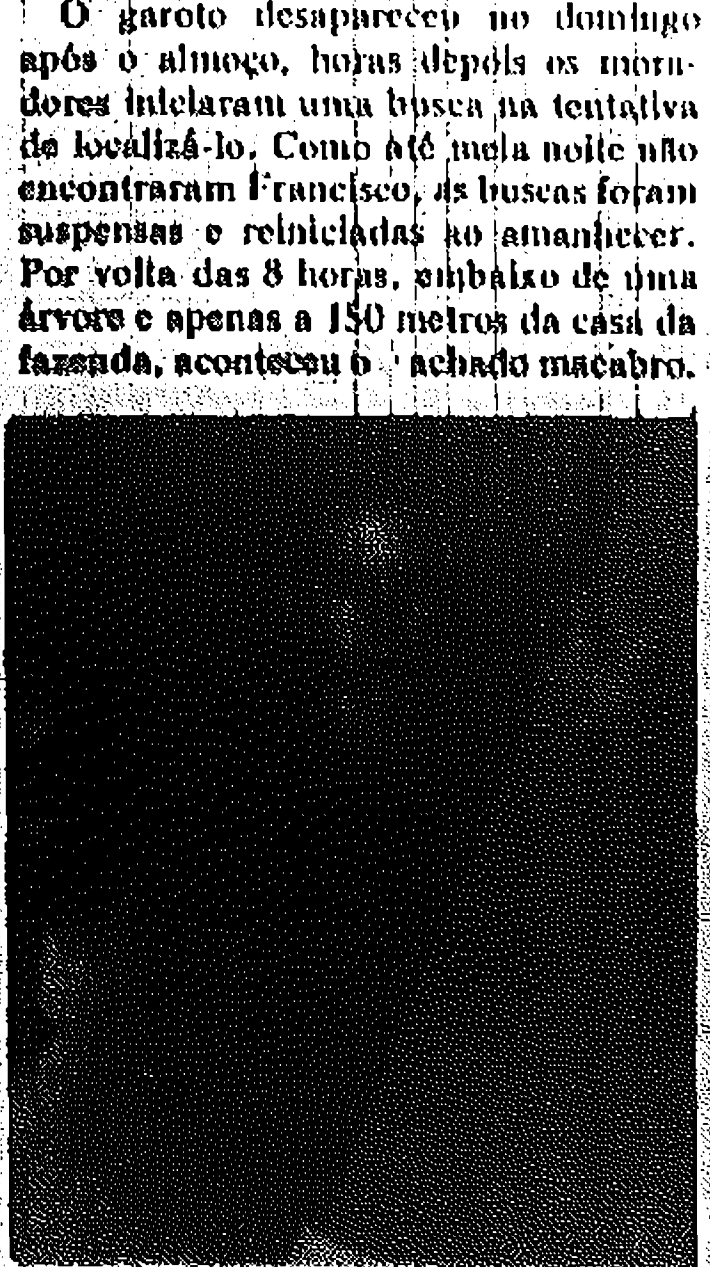 O garoto desapareceu no domingo
após o almoço, horas depois os mora-
dores iniciaram uma busca na tentativa
de localizá-lo. Como até meia noite não
encontraram Francisco, as buscas foram
suspensas e reiniciadas ao amanhecer.
Por volta das 8 horas, embaixo de uma
árvore e apenas a 150 metros da casa da
fazenda, aconteceu o achado macabro.